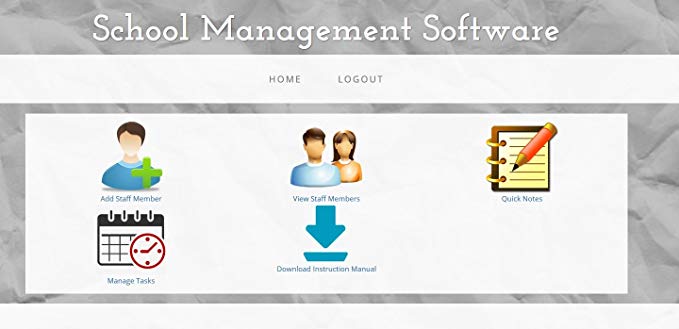 School Management Software
HOME LOGOUT
Add Staff Member View Staff Members Quick Notes
Manage Tasks Download Instruction Manual